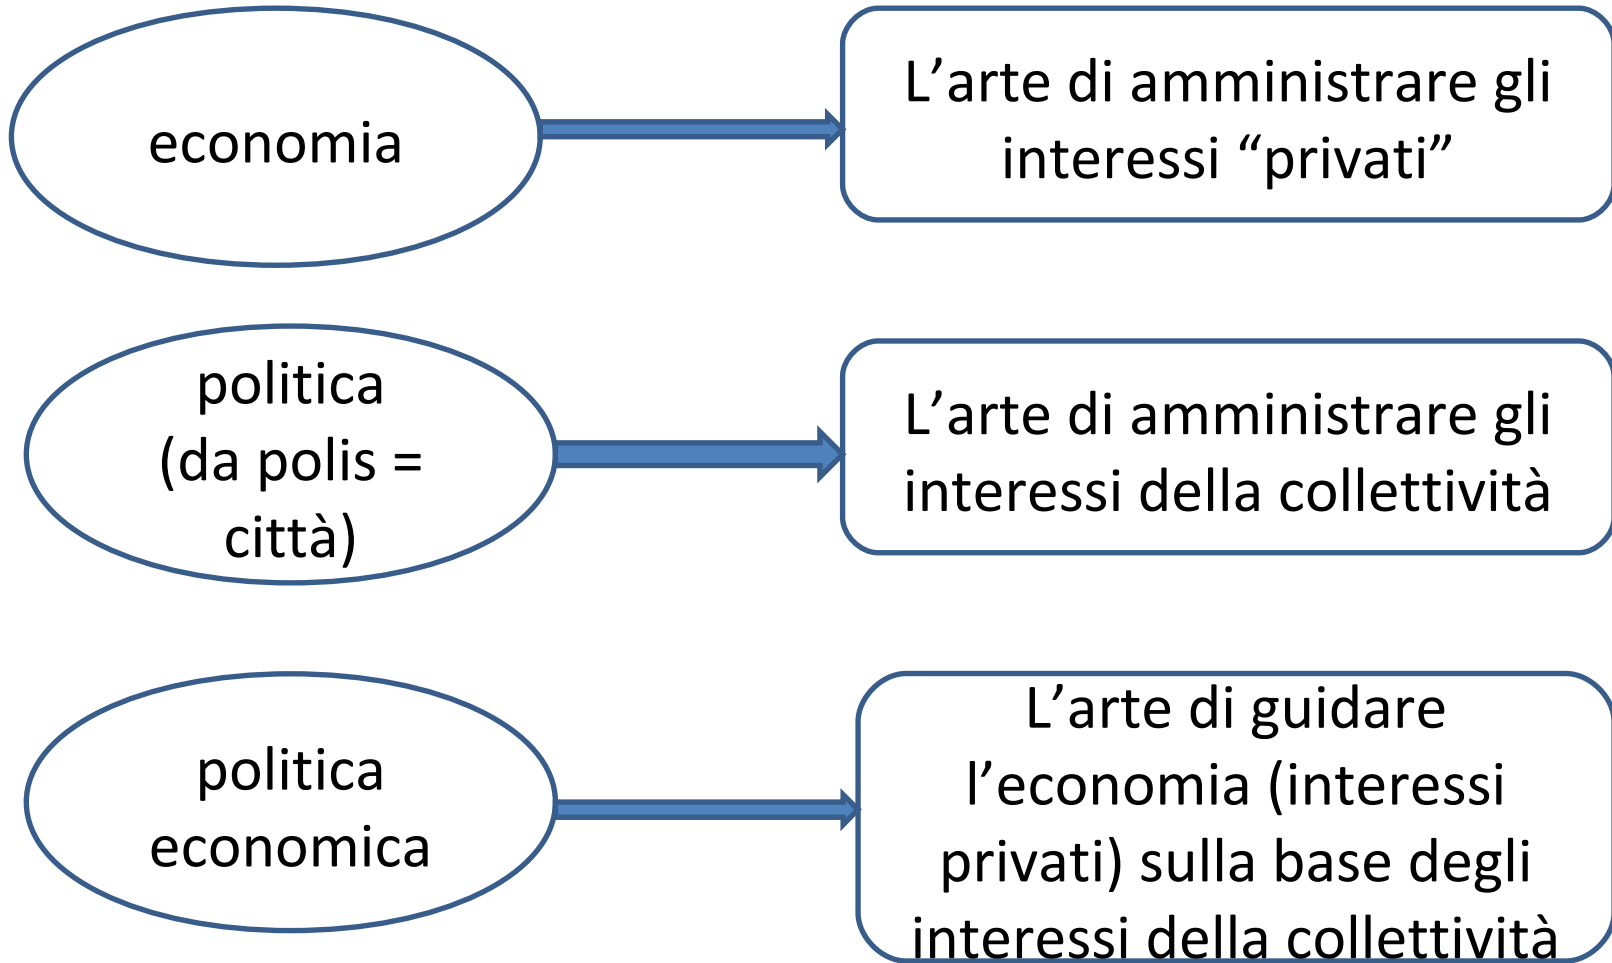 economia
L’arte di amministrare gli
interessi “privati”
politica
(da polis =
città)
L’arte di amministrare gli
interessi della collettività
politica
economica
L’arte di guidare
l’economia (interessi
privati) sulla base degli
interessi della collettività